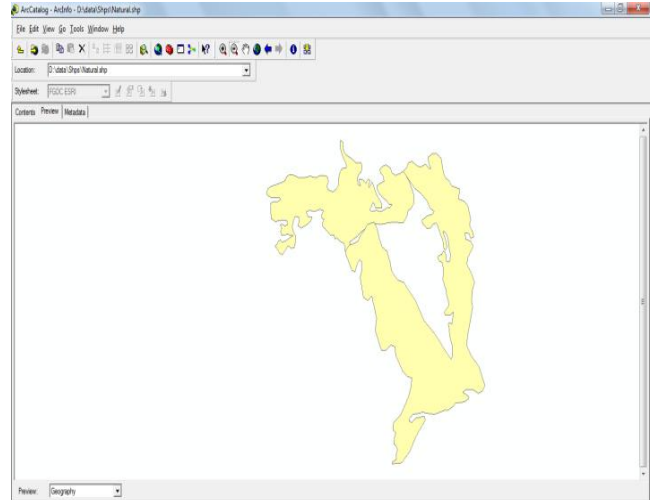 ArcCatalog - ArcInfo - D:\data\Shps\Natural.shp
File Edit View Go Tools Window Help
Location: D:\data\Shps\Natural.shp
Stylesheet: FGDC ESRI
Contents Preview Metadata
Preview: Geography